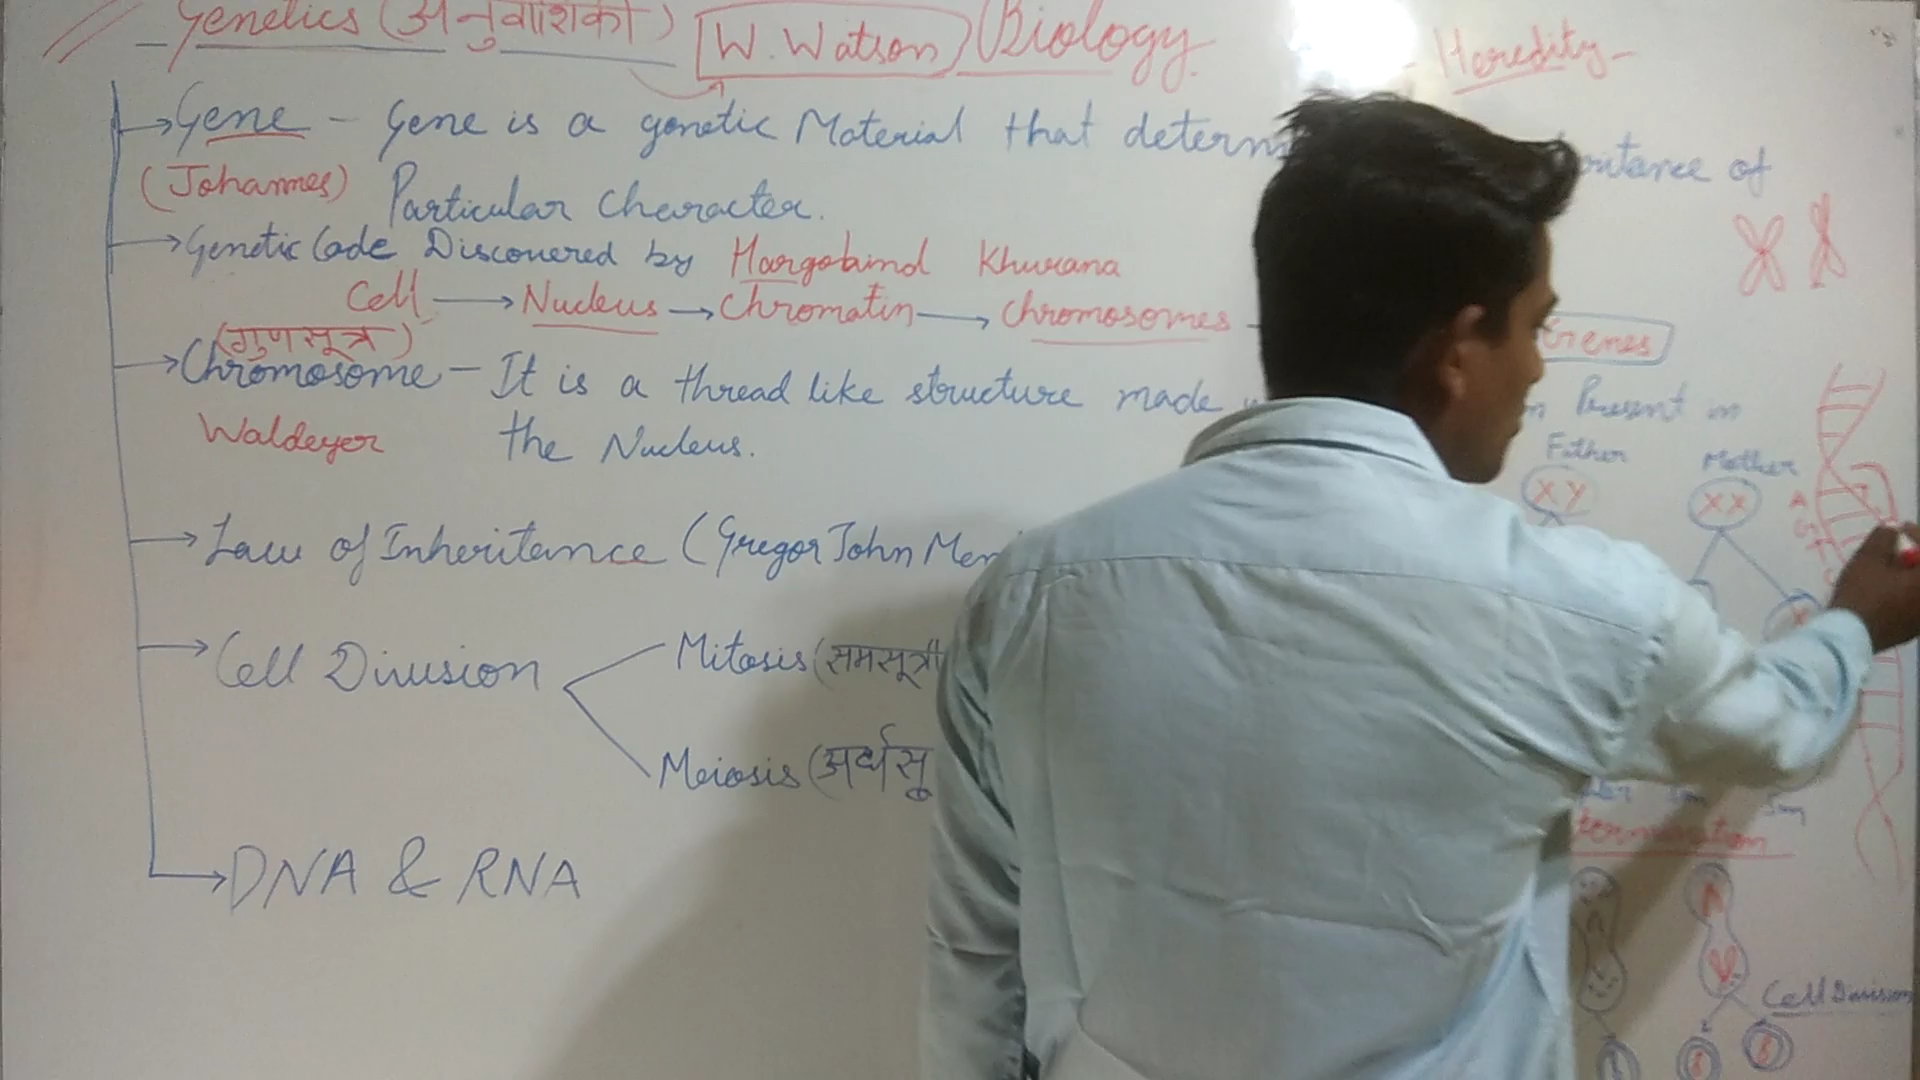 Genetics (अनुवांशिकी) W. Watson Biology
Heredity
Gene - Gene is a genetic Material that of
(Johannes) Particular Character.
Genetic Code Discovered by Hargobind Khurana
Cell → Nucleus → Chromatin → Chromosomes Genes
(गुणसूत्र)
Chromosome - It is a thread like structure made Present in
Waldeyer the Nucleus.
Father Mother
XY XX
Law of Inheritance (Gregor John
Cell Division
Mitosis (समसूत्री
Meiosis (अर्धसू
DNA & RNA
Cell Division